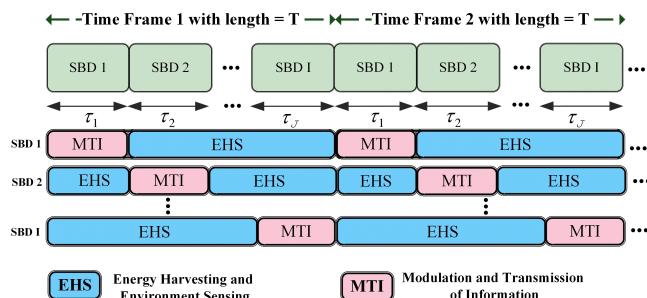 Time Frame 1 with length = T Time Frame 2 with length = T
SBD 1 SBD 2 ... SBD I SBD 1 SBD 2 ... SBD I ...
τ1 τ2 ... τJ τ1 τ2 ... τJ
SBD 1 MTI EHS MTI EHS ...
SBD 2 EHS MTI EHS EHS MTI EHS ...
SBD I EHS MTI EHS MTI ...
EHS Energy Harvesting and MTI Modulation and Transmission
Environment Sensing of Information